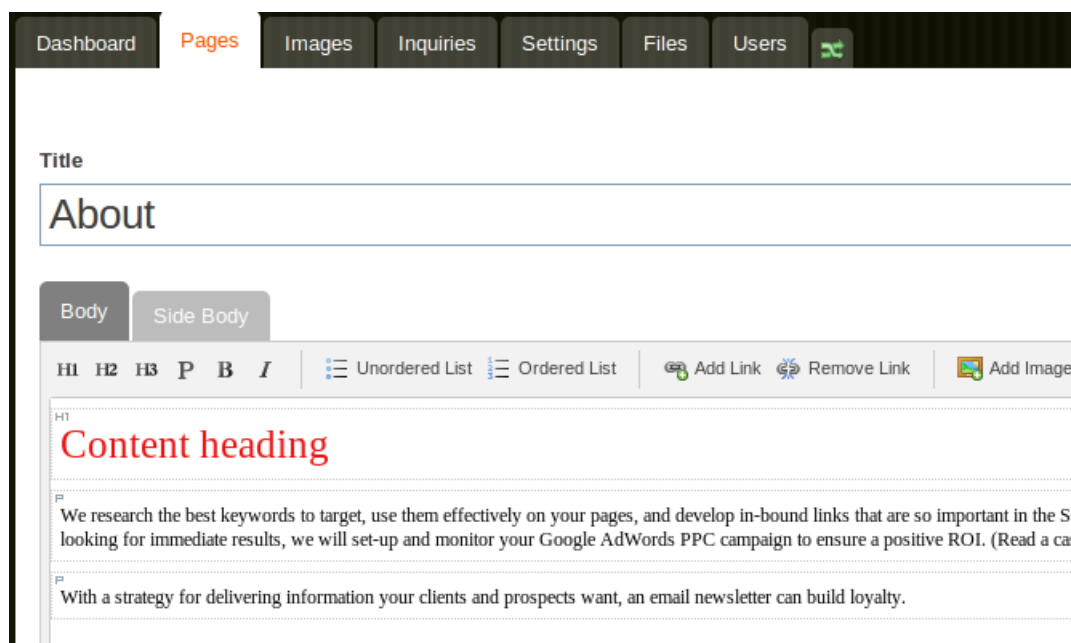 Dashboard Pages Images Inquiries Settings Files Users
Title
About
Body Side Body
H1 H2 H3 P B I Unordered List Ordered List Add Link Remove Link Add Image
H1
Content heading
P
We research the best keywords to target, use them effectively on your pages, and develop in-bound links that are so important in the S
looking for immediate results, we will set-up and monitor your Google AdWords PPC campaign to ensure a positive ROI. (Read a ca
P
With a strategy for delivering information your clients and prospects want, an email newsletter can build loyalty.